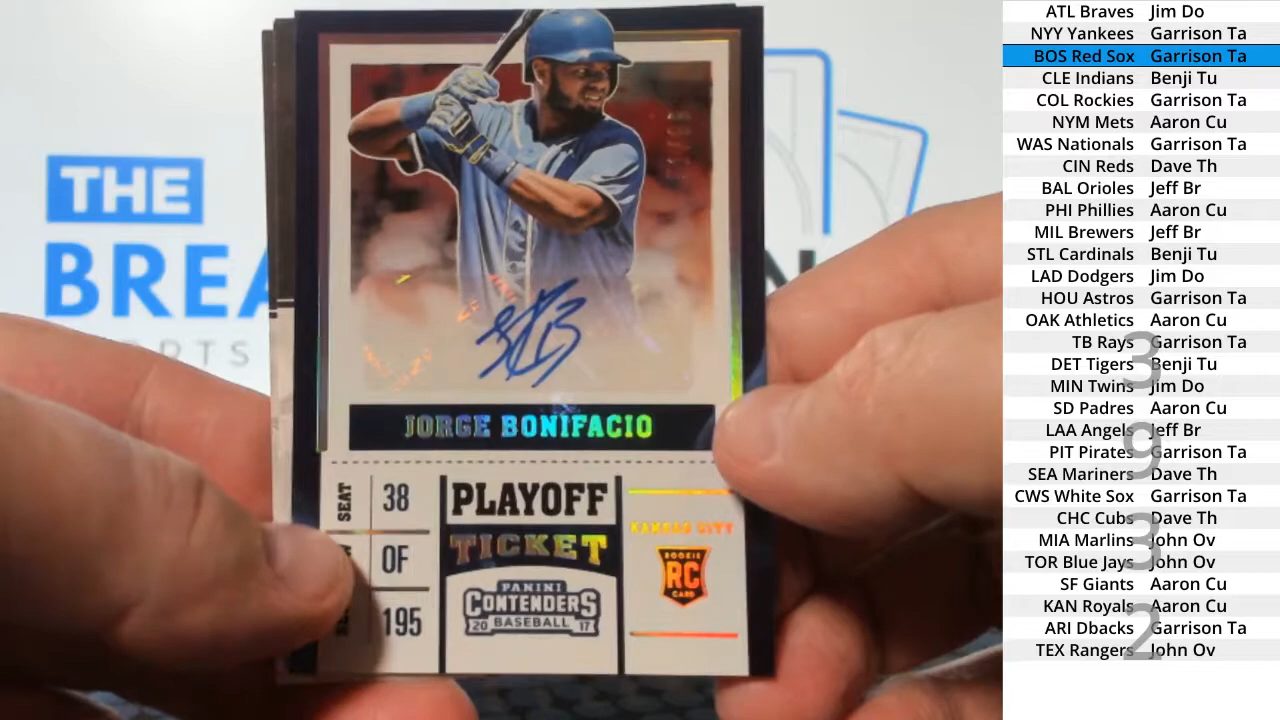 THE
BREA
N
ORTS
JORGE BONIFACIO
SEAT 38
PLAYOFF
TICKET
OF
195
PANINI
CONTENDERS
20 BASEBALL 17
KANSAS CITY
ROOKIE
RC
CARD
ATL Braves Jim Do
NYY Yankees Garrison Ta
BOS Red Sox Garrison Ta
CLE Indians Benji Tu
COL Rockies Garrison Ta
NYM Mets Aaron Cu
WAS Nationals Garrison Ta
CIN Reds Dave Th
BAL Orioles Jeff Br
PHI Phillies Aaron Cu
MIL Brewers Jeff Br
STL Cardinals Benji Tu
LAD Dodgers Jim Do
HOU Astros Garrison Ta
OAK Athletics Aaron Cu
TB Rays Garrison Ta
DET Tigers Benji Tu
MIN Twins Jim Do
SD Padres Aaron Cu
LAA Angels Jeff Br
PIT Pirates Garrison Ta
SEA Mariners Dave Th
CWS White Sox Garrison Ta
CHC Cubs Dave Th
MIA Marlins John Ov
TOR Blue Jays John Ov
SF Giants Aaron Cu
KAN Royals Aaron Cu
ARI Dbacks Garrison Ta
TEX Rangers John Ov
3
9
3
2